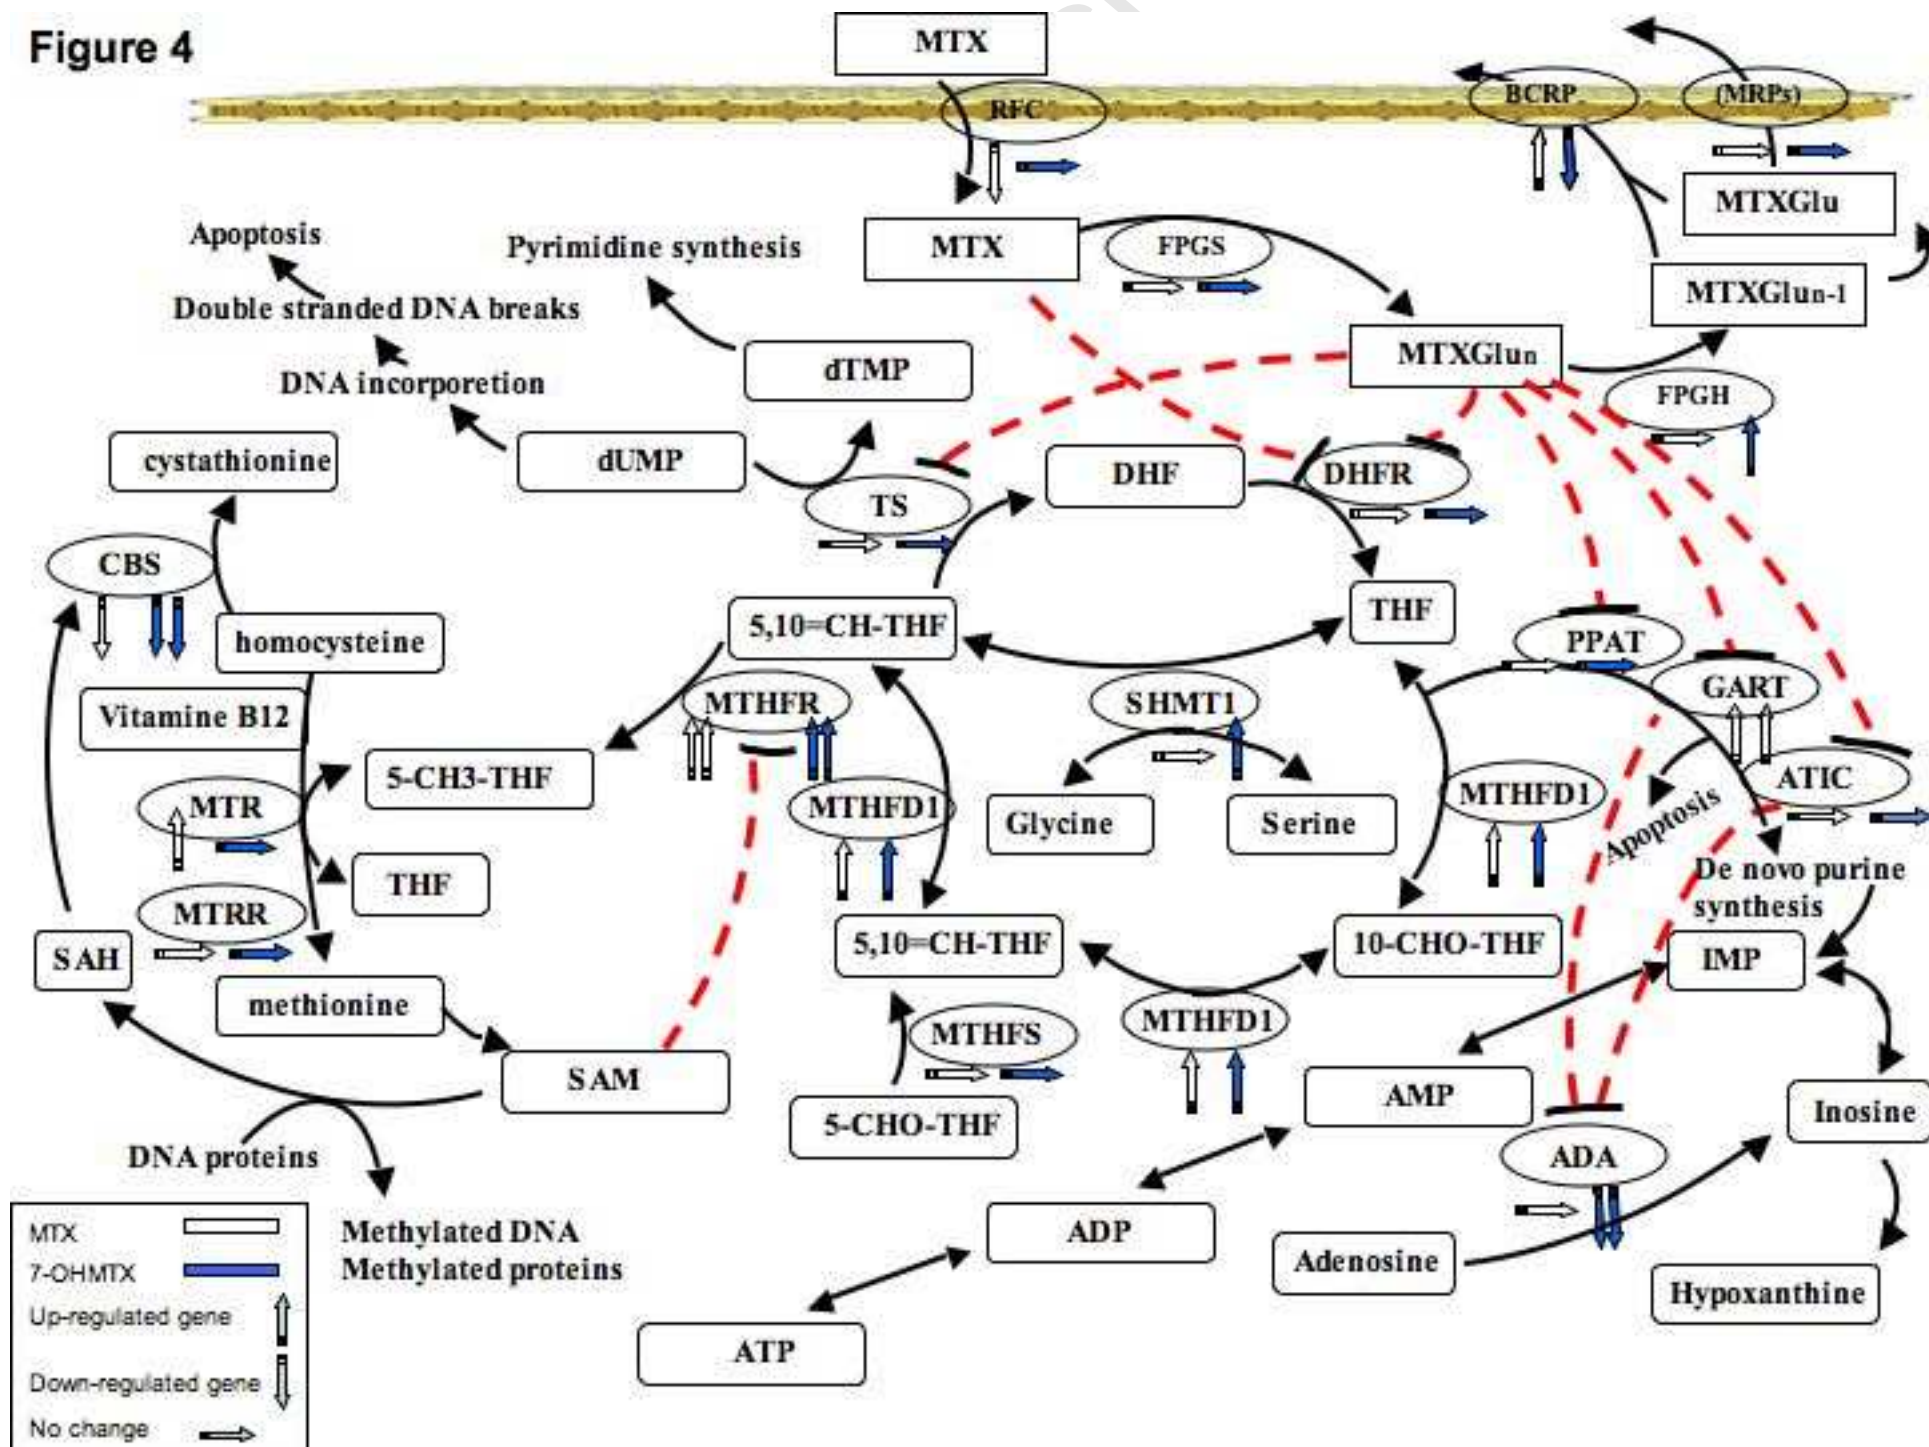 Figure 4
MTX
RFC
BCRP
(MRPs)
MTXGlu
Apoptosis
Pyrimidine synthesis
MTX
FPGS
MTXGlun-1
Double stranded DNA breaks
MTXGlun
dTMP
DNA incorporetion
FPGH
cystathionine
dUMP
DHF
DHFR
TS
CBS
THF
5,10=CH-THF
homocysteine
PPAT
GART
Vitamine B12
MTHFR
SHMT1
5-CH3-THF
ATIC
MTR
MTHFD1
MTHFD1
Glycine
Serine
Apoptosis
THF
De novo purine
synthesis
MTRR
SAH
5,10=CH-THF
10-CHO-THF
IMP
methionine
MTHFS
MTHFD1
SAM
AMP
Inosine
5-CHO-THF
DNA proteins
ADA
Methylated DNA
Methylated proteins
ADP
Adenosine
Hypoxanthine
ATP
MTX
7-OHMTX
Up-regulated gene
Down-regulated gene
No change